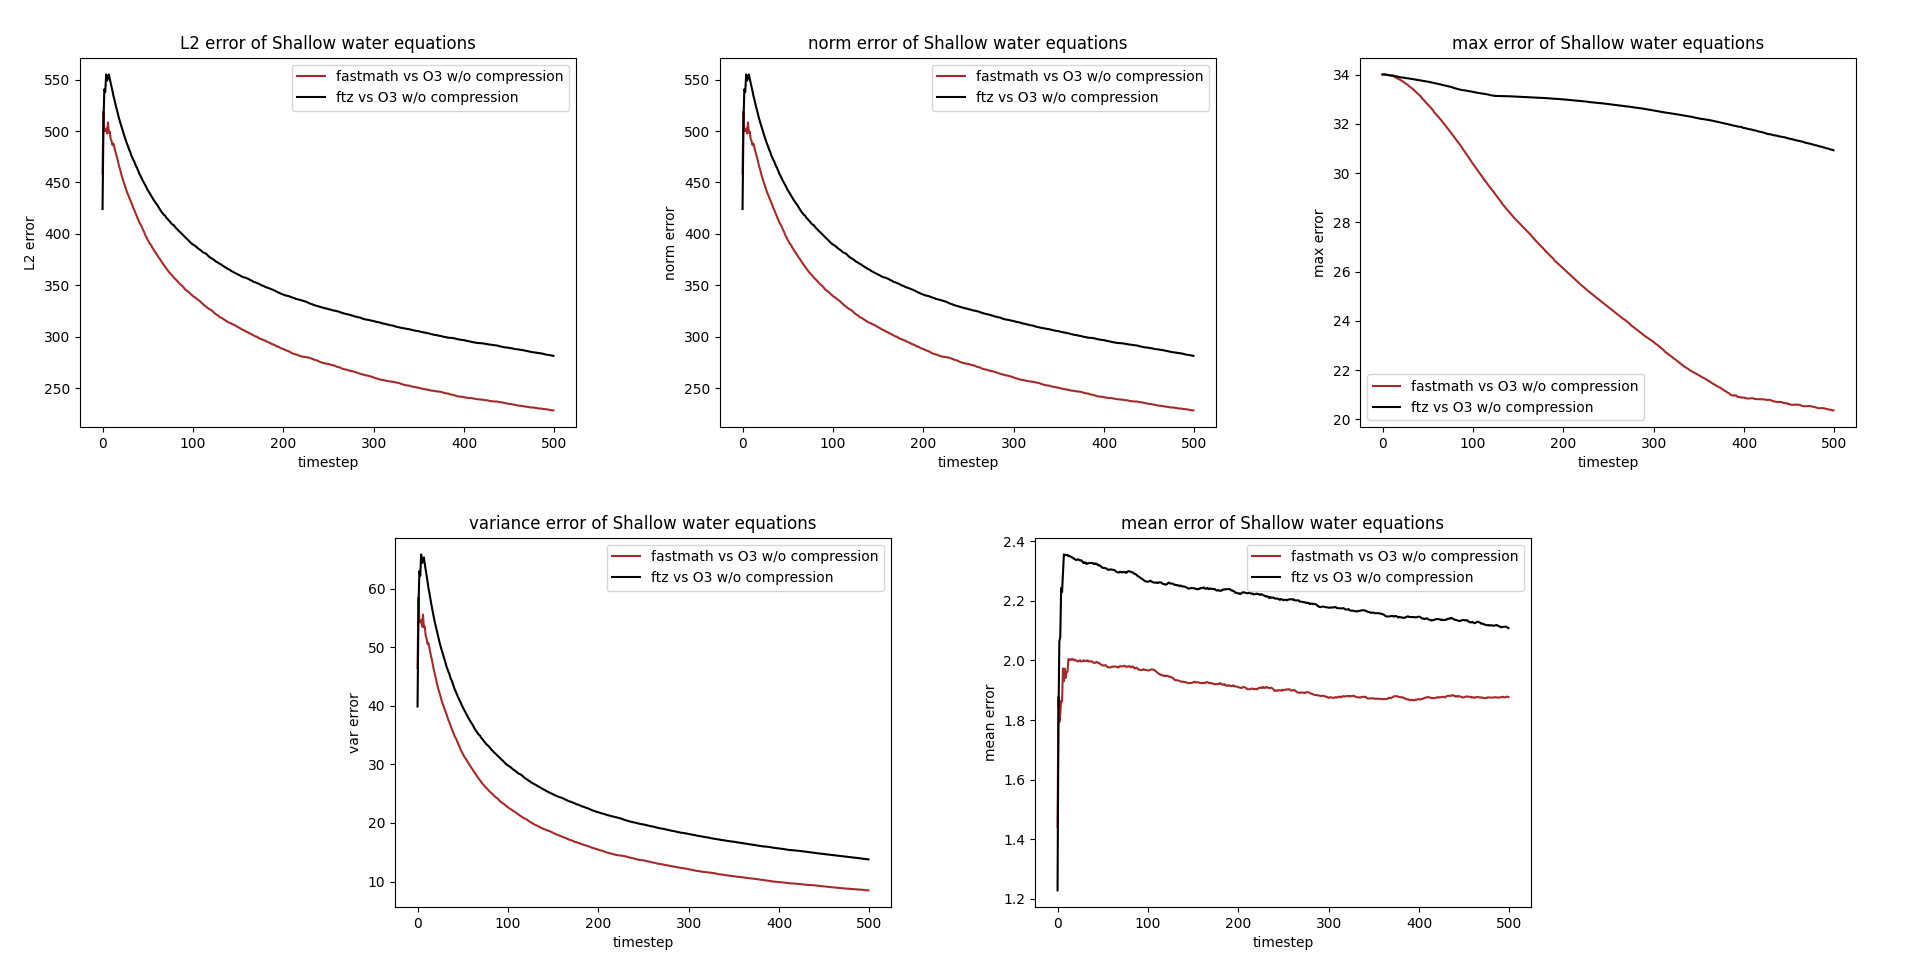 L2 error of Shallow water equations
550
500
450
400
350
300
250
L2 error
fastmath vs O3 w/o compression
ftz vs O3 w/o compression
0 100 200 300 400 500
timestep
norm error of Shallow water equations
550
500
450
400
350
300
250
norm error
fastmath vs O3 w/o compression
ftz vs O3 w/o compression
0 100 200 300 400 500
timestep
max error of Shallow water equations
34
32
30
28
26
24
22
20
max error
fastmath vs O3 w/o compression
ftz vs O3 w/o compression
0 100 200 300 400 500
timestep
variance error of Shallow water equations
60
50
40
30
20
10
var error
fastmath vs O3 w/o compression
ftz vs O3 w/o compression
0 100 200 300 400 500
timestep
mean error of Shallow water equations
2.4
2.2
2.0
1.8
1.6
1.4
1.2
mean error
fastmath vs O3 w/o compression
ftz vs O3 w/o compression
0 100 200 300 400 500
timestep